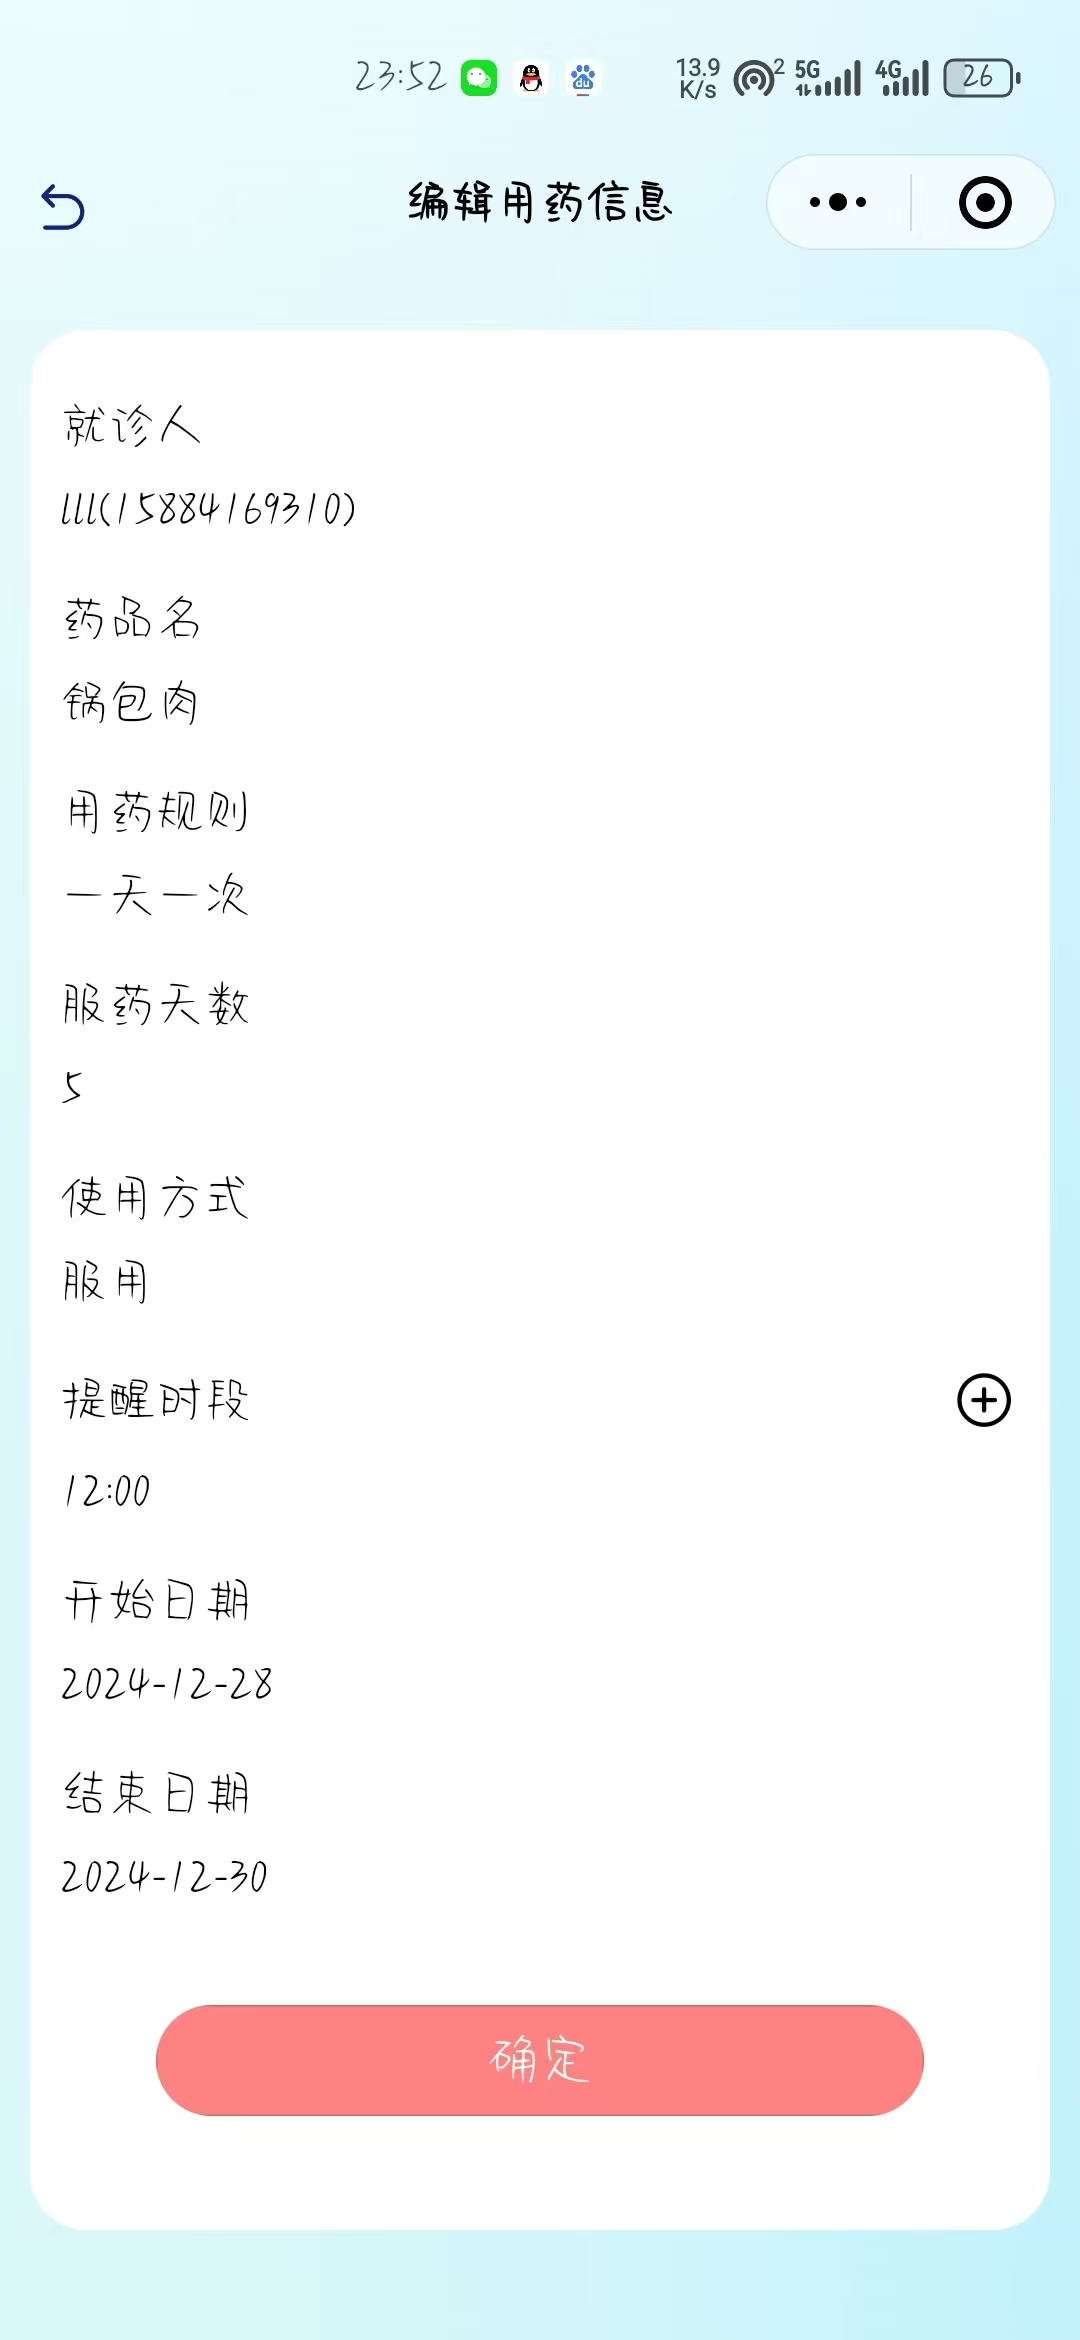 23:52
13.9 K/s 2 5G 4G 26
编辑用药信息
就诊人
lll(15884169310)
药品名
锅包肉
用药规则
一天一次
服药天数
5
使用方式
服用
提醒时段
12:00
开始日期
2024-12-28
结束日期
2024-12-30
确定